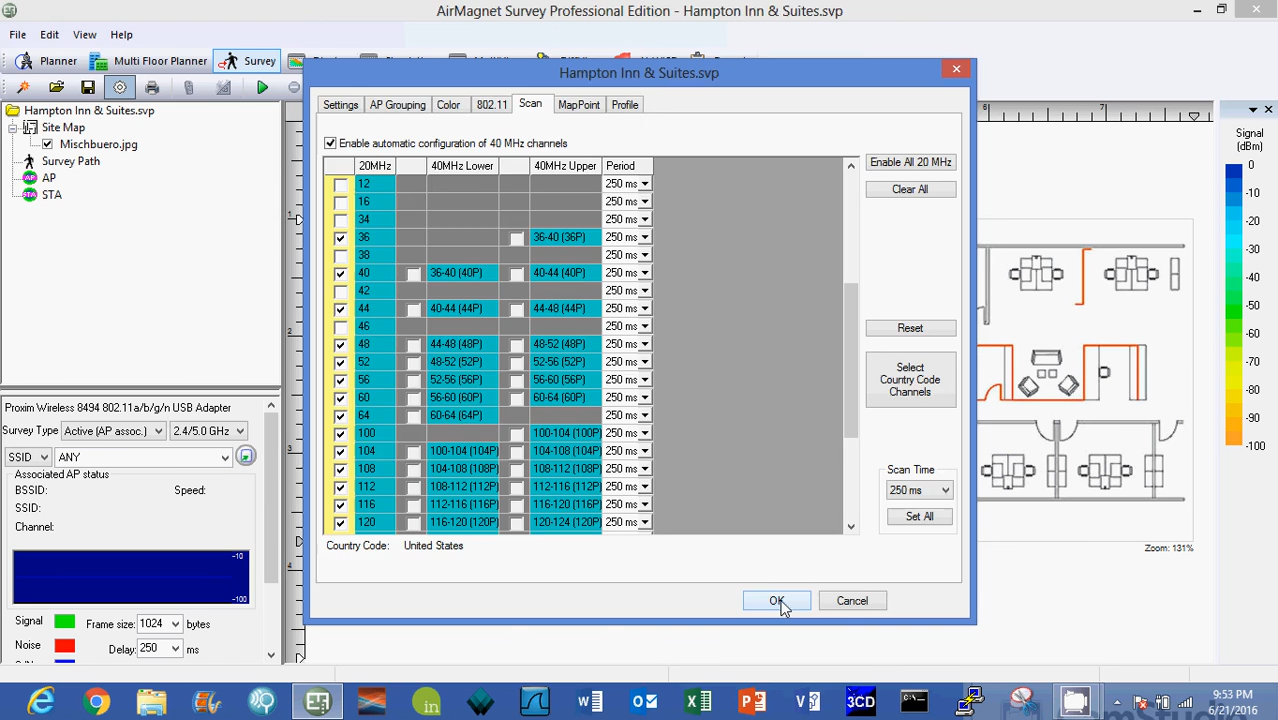 AirMagnet Survey Professional Edition - Hampton Inn & Suites.svp
File Edit View Help
Planner Multi Floor Planner Survey
Hampton Inn & Suites.svp
Site Map
Mischbuero.jpg
Survey Path
AP AP
STA STA
Proxim Wireless 8494 802.11a/b/g/n USB Adapter
Survey Type Active (AP assoc.) 2.4/5.0 GHz
SSID ANY
Associated AP status
BSSID: Speed:
SSID:
Channel:
-10
-100
Signal Frame size: 1024 bytes
Noise Delay: 250 ms
Hampton Inn & Suites.svp
Settings AP Grouping Color 802.11 Scan MapPoint Profile
Enable automatic configuration of 40 MHz channels
20MHz 40MHz Lower 40MHz Upper Period
12 250 ms
16 250 ms
34 250 ms
36 36-40 (36P) 250 ms
38 250 ms
40 36-40 (40P) 40-44 (40P) 250 ms
42 250 ms
44 40-44 (44P) 44-48 (44P) 250 ms
46 250 ms
48 44-48 (48P) 48-52 (48P) 250 ms
52 48-52 (52P) 52-56 (52P) 250 ms
56 52-56 (56P) 56-60 (56P) 250 ms
60 56-60 (60P) 60-64 (60P) 250 ms
64 60-64 (64P) 250 ms
100 100-104 (100P) 250 ms
104 100-104 (104P) 104-108 (104P) 250 ms
108 104-108 (108P) 108-112 (108P) 250 ms
112 108-112 (112P) 112-116 (112P) 250 ms
116 112-116 (116P) 116-120 (116P) 250 ms
120 116-120 (120P) 120-124 (120P) 250 ms
Country Code: United States
Enable All 20 MHz
Clear All
Reset
Select
Country Code
Channels
Scan Time
250 ms
Set All
OK Cancel
6 7
1
2
3
4
Signal
(dBm)
0
-10
-20
-30
-40
-50
-60
-70
-80
-90
-100
Zoom: 131%
in
3CD
9:53 PM
6/21/2016